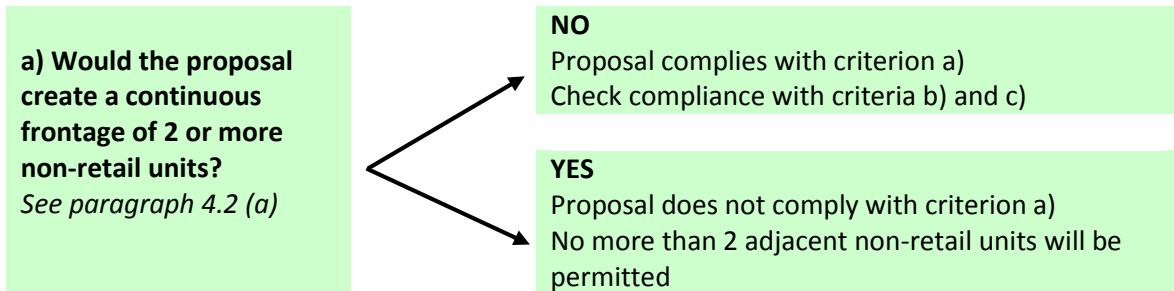 a) Would the proposal
create a continuous
frontage of 2 or more
non-retail units?
See paragraph 4.2 (a)
NO
Proposal complies with criterion a)
Check compliance with criteria b) and c)
YES
Proposal does not comply with criterion a)
No more than 2 adjacent non-retail units will be
permitted